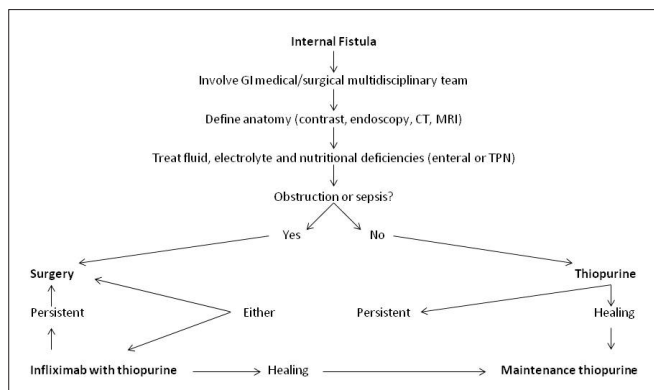 Internal Fistula
Involve GI medical/surgical multidisciplinary team
Define anatomy (contrast, endoscopy, CT, MRI)
Treat fluid, electrolyte and nutritional deficiencies (enteral or TPN)
Obstruction or sepsis?
Yes No
Surgery Thiopurine
Persistent Either Persistent Healing
Infliximab with thiopurine Healing Maintenance thiopurine